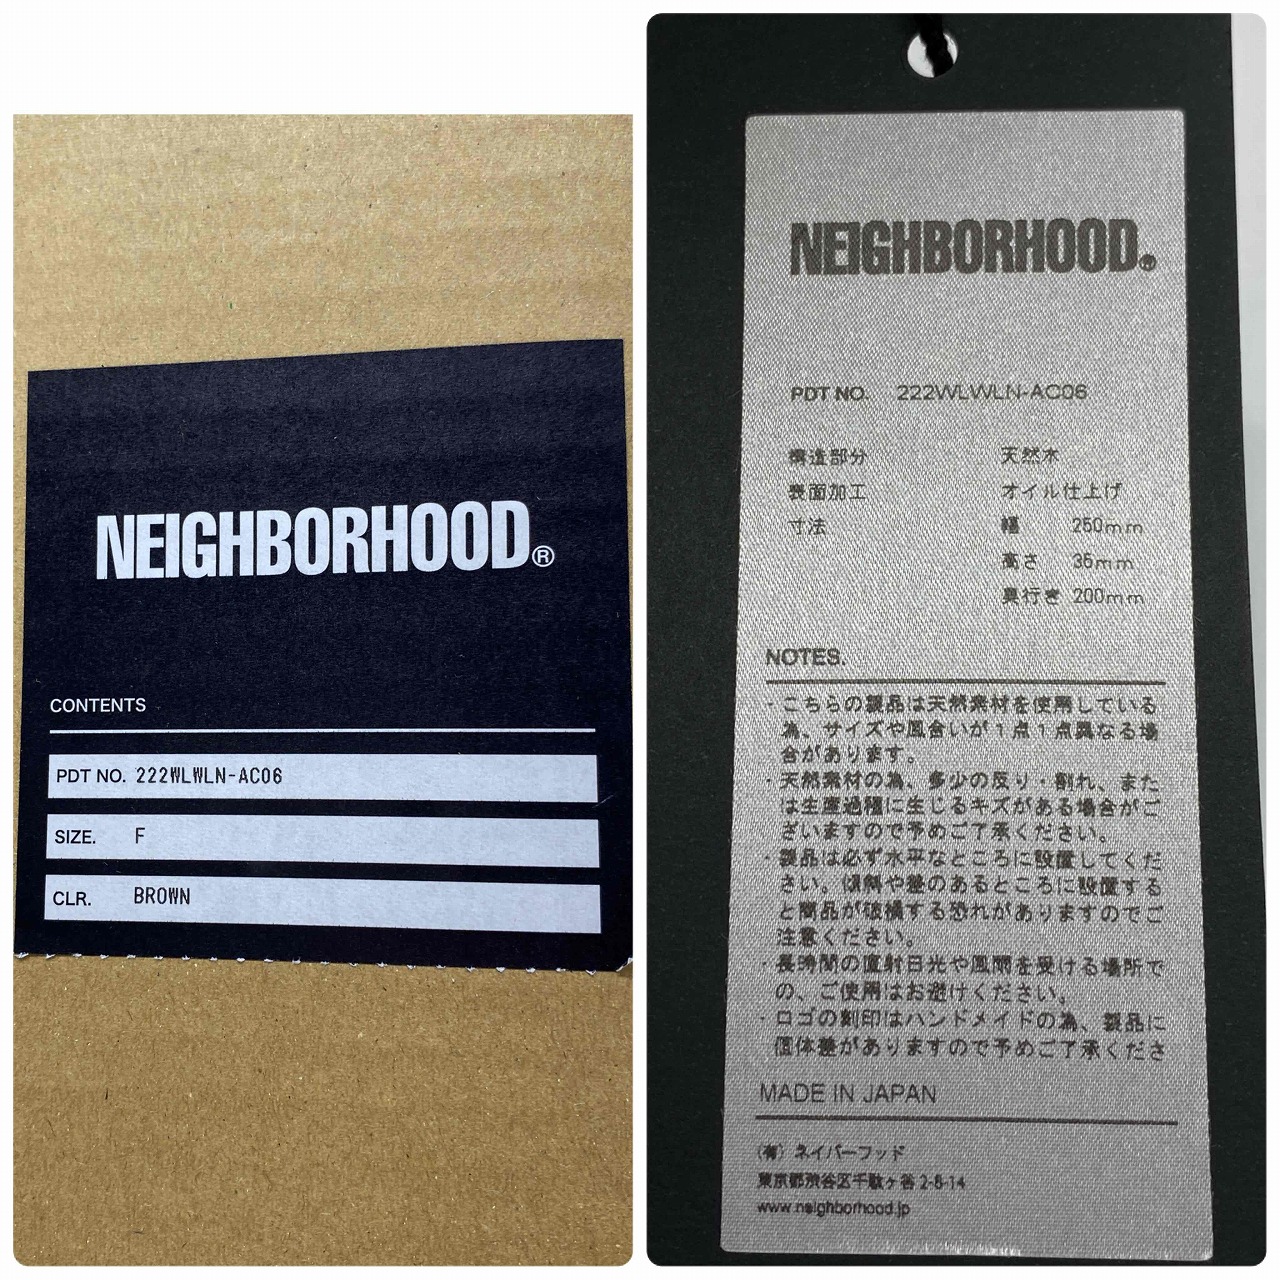 NEIGHBORHOOD®
CONTENTS
PDT NO. 222WLWLN-AC06
SIZE. F
CLR. BROWN
NEIGHBORHOOD®
PDT NO. 222WLWLN-AC06
構造部分 天然木
表面加工 オイル仕上げ
寸法 幅 250mm
高さ 35mm
奥行き 200mm
NOTES.
・こちらの製品は天然素材を使用している
為、サイズや風合いが1点1点異なる場
合があります。
・天然素材の為、多少の反り・割れ、また
は生産過程に生じるキズがある場合がご
ざいますので予めご了承ください。
・製品は必ず水平なところに設置してくだ
さい。傾斜や段のあるところに設置する
と商品が破損する恐れがありますのでご
注意ください。
・長時間の直射日光や風雨を受ける場所で
の、ご使用はお避けください。
・ロゴの刻印はハンドメイドの為、製品に
個体差がありますので予めご了承くださ
MADE IN JAPAN
(有) ネイバーフッド
東京都渋谷区千駄ヶ谷 2-6-14
www.neighborhood.jp